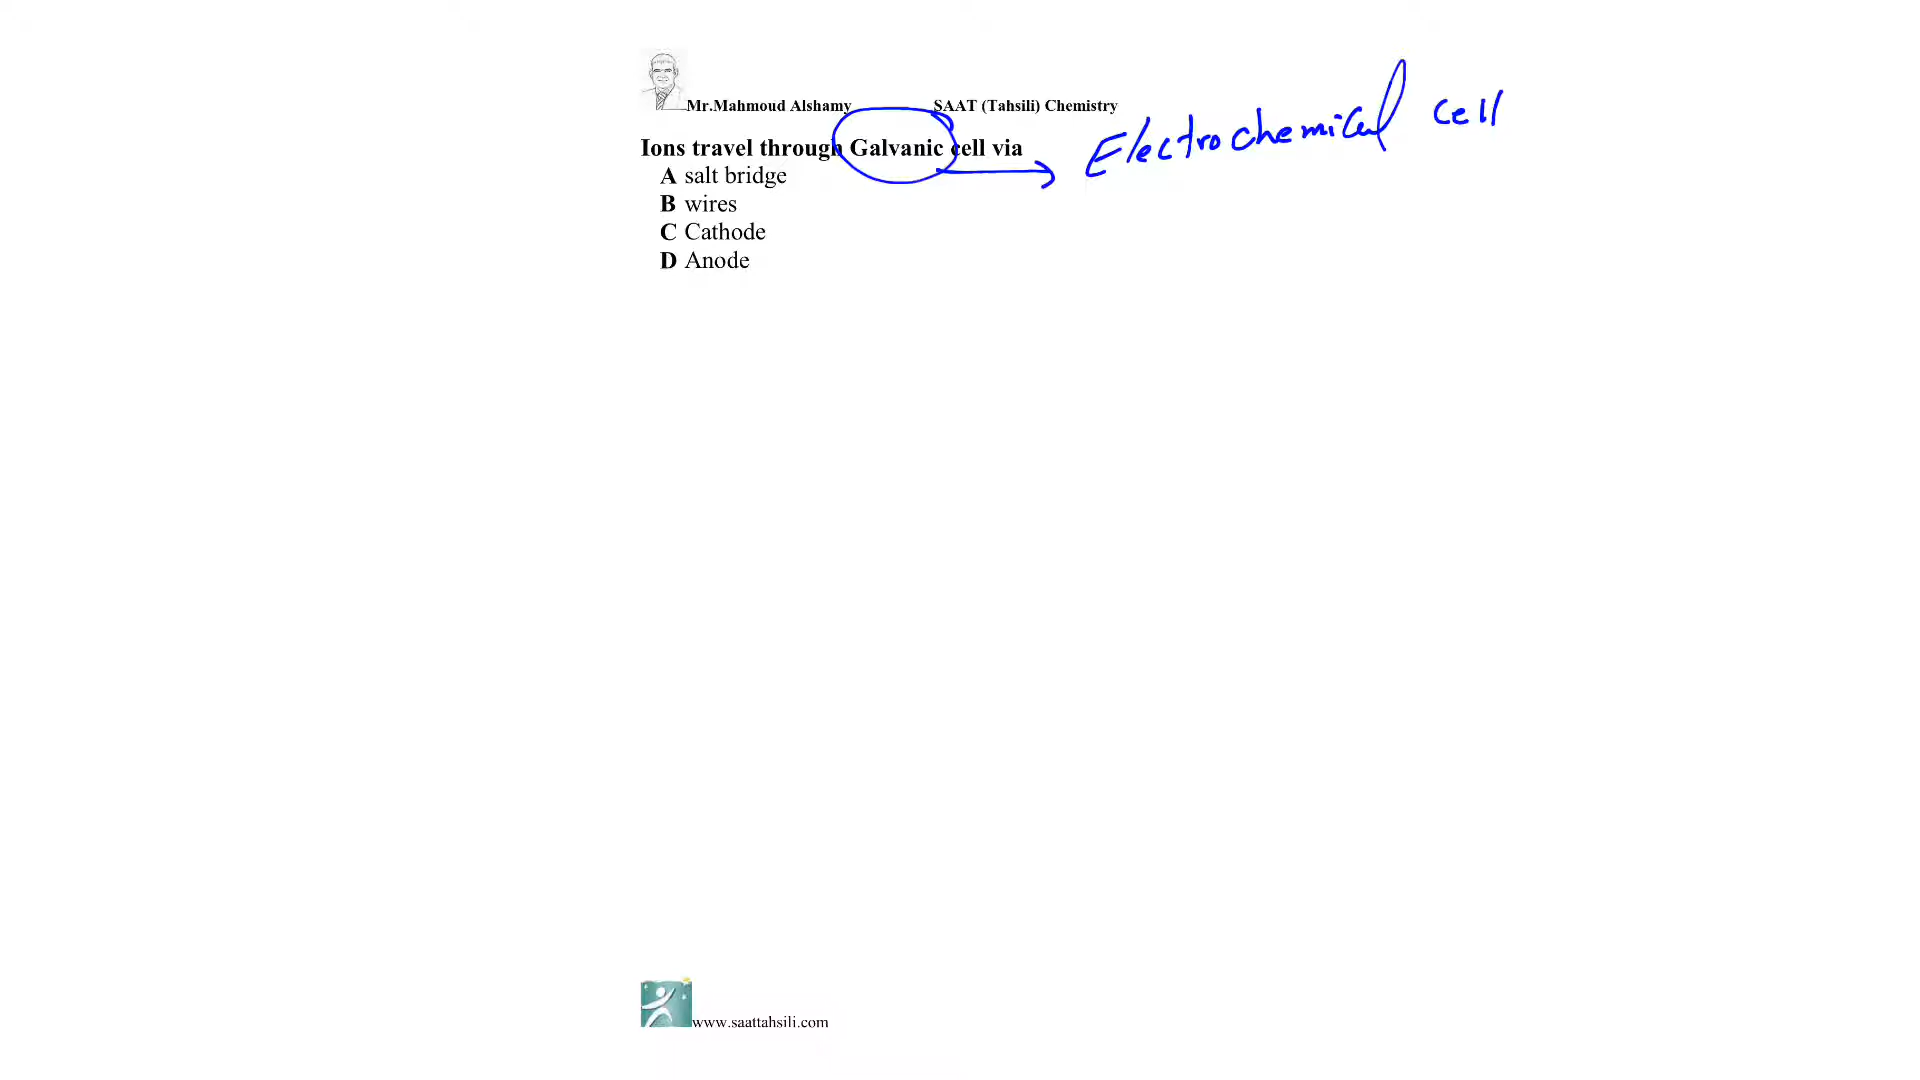 Mr.Mahmoud Alshamy SAAT (Tahsili) Chemistry
Electrochemical cell
Ions travel through Galvanic cell via
A salt bridge
B wires
C Cathode
D Anode
www.saattahsili.com